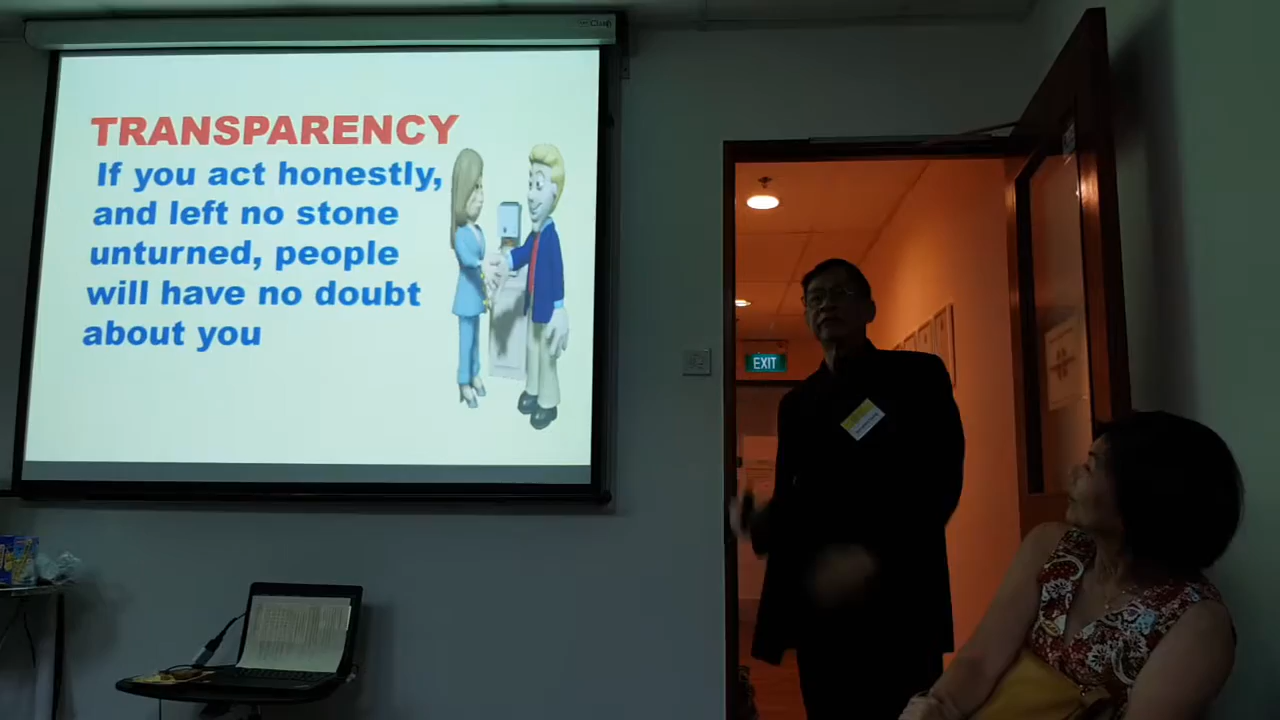 TRANSPARENCY
If you act honestly,
and left no stone
unturned, people
will have no doubt
about you
EXIT